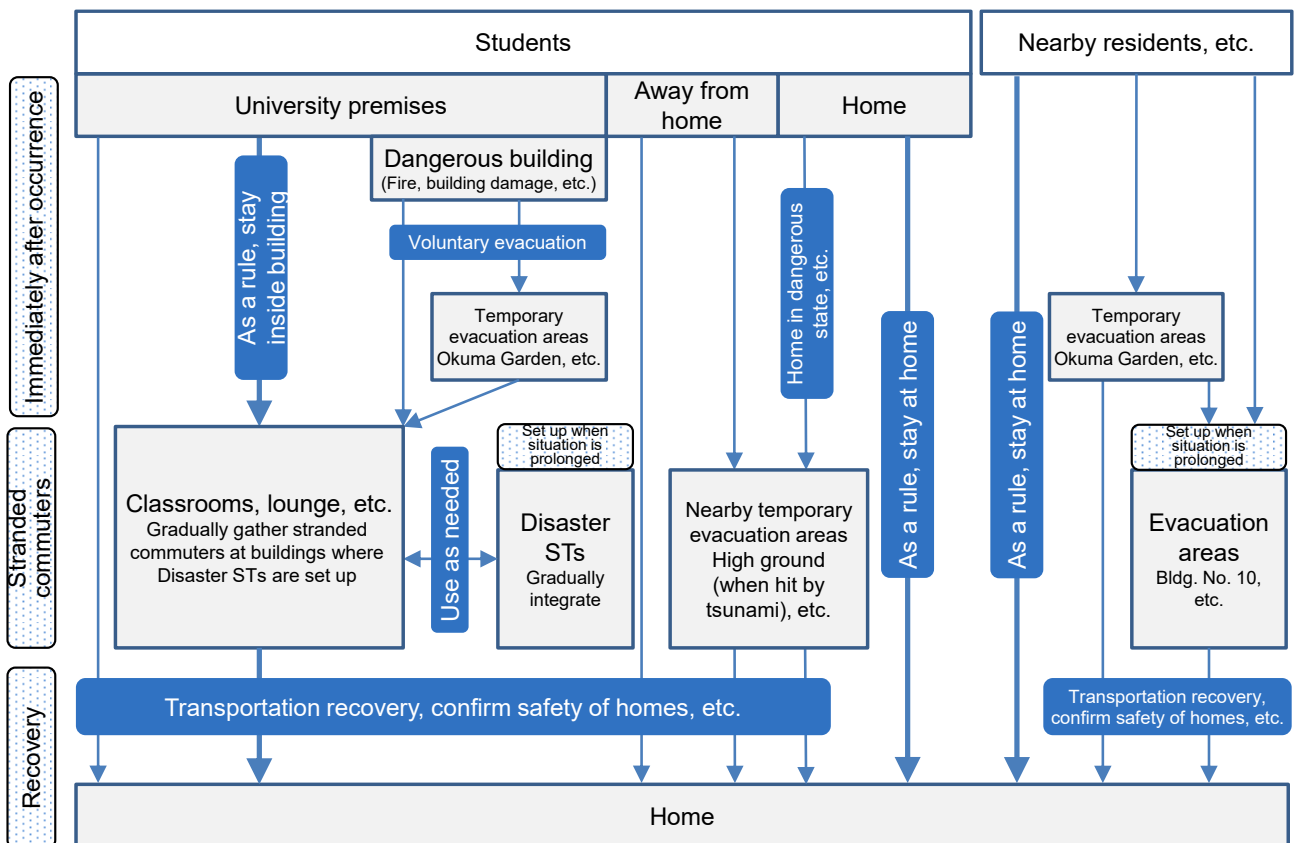 Students
Nearby residents, etc.
Immediately after occurrence
University premises
Away from
home
Home
Dangerous building
(Fire, building damage, etc.)
As a rule, stay
inside building
Voluntary evacuation
Temporary
evacuation areas
Okuma Garden, etc.
Home in dangerous
state, etc.
As a rule, stay at home
As a rule, stay at home
Temporary
evacuation areas
Okuma Garden, etc.
Stranded
commuters
Classrooms, lounge, etc.
Gradually gather stranded
commuters at buildings where
Disaster STs are set up
Use as needed
Set up when
situation is
prolonged
Disaster
STs
Gradually
integrate
Nearby temporary
evacuation areas
High ground
(when hit by
tsunami), etc.
Set up when
situation is
prolonged
Evacuation
areas
Bldg. No. 10,
etc.
Recovery
Transportation recovery, confirm safety of homes, etc.
Transportation recovery,
confirm safety of homes, etc.
Home